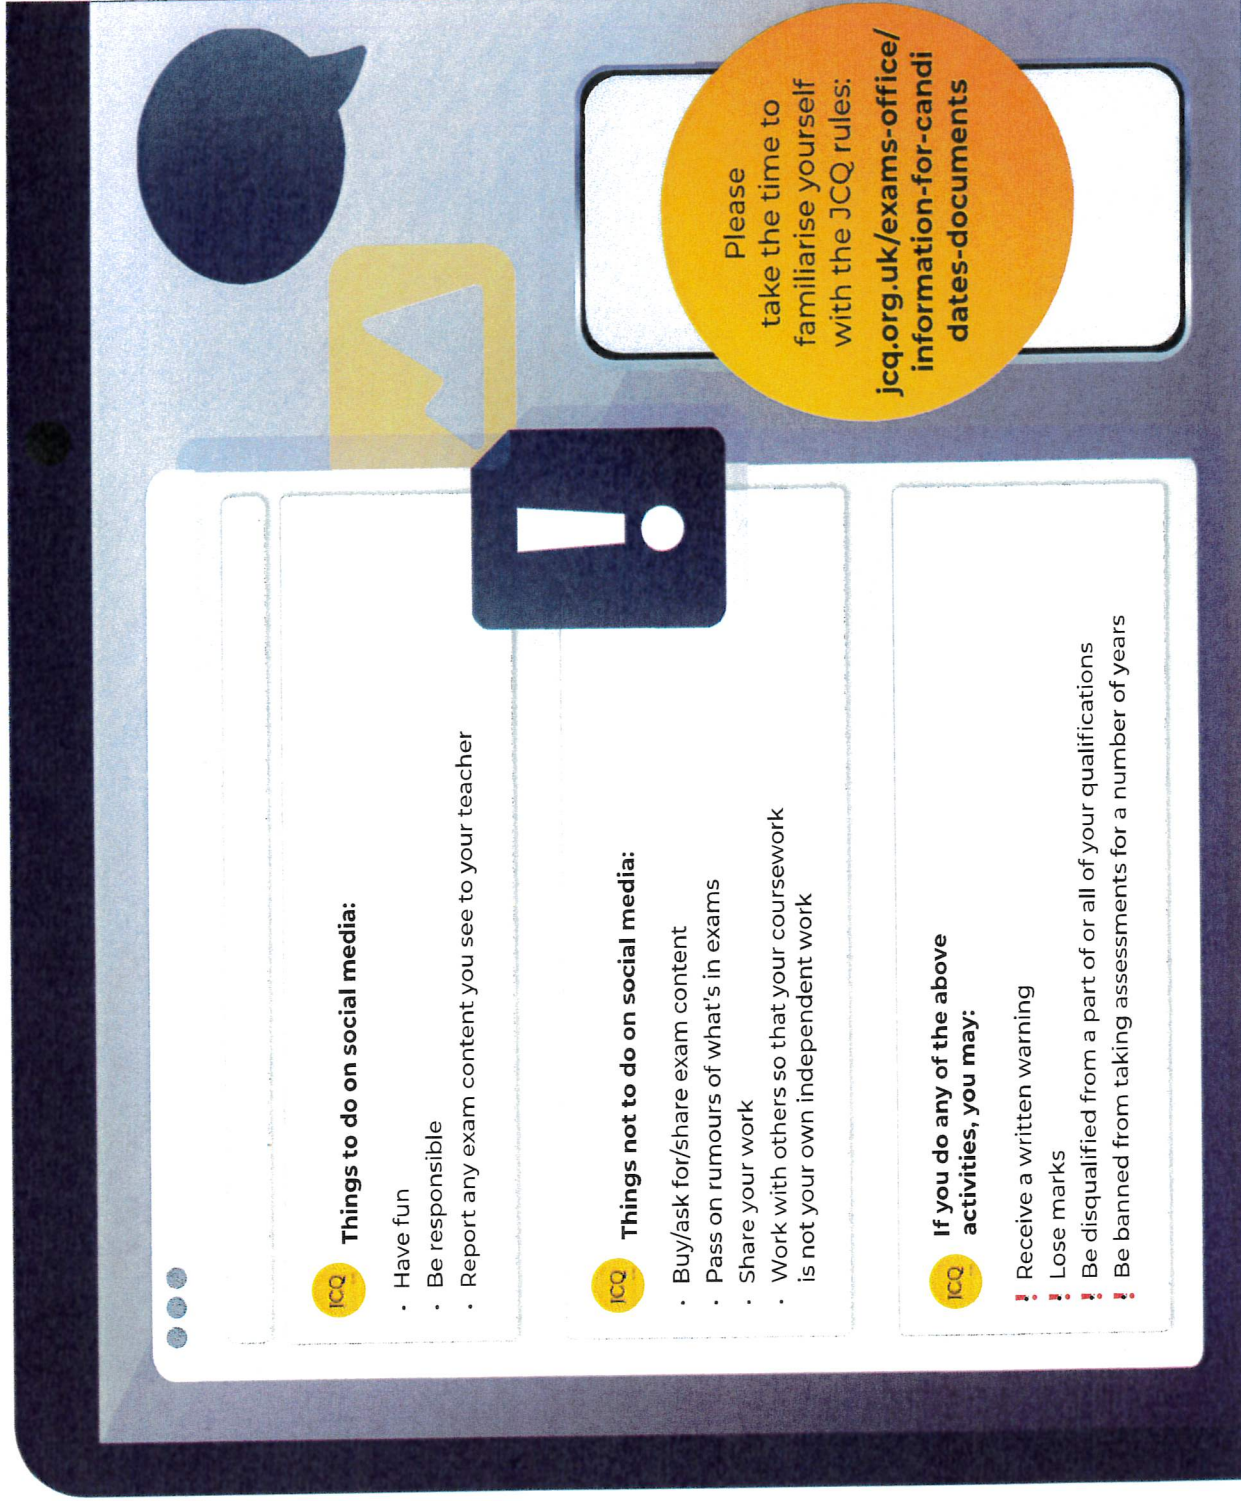 JCQ
Things to do on social media:
· Have fun
· Be responsible
· Report any exam content you see to your teacher
JCQ
Things not to do on social media:
· Buy/ask for/share exam content
· Pass on rumours of what's in exams
· Share your work
· Work with others so that your coursework
is not your own independent work
JCQ
If you do any of the above
activities, you may:
Receive a written warning
Lose marks
Be disqualified from a part of or all of your qualifications
Be banned from taking assessments for a number of years
!
Please
take the time to
familiarise yourself
with the JCQ rules:
jcq.org.uk/exams-office/
information-for-candi
dates-documents